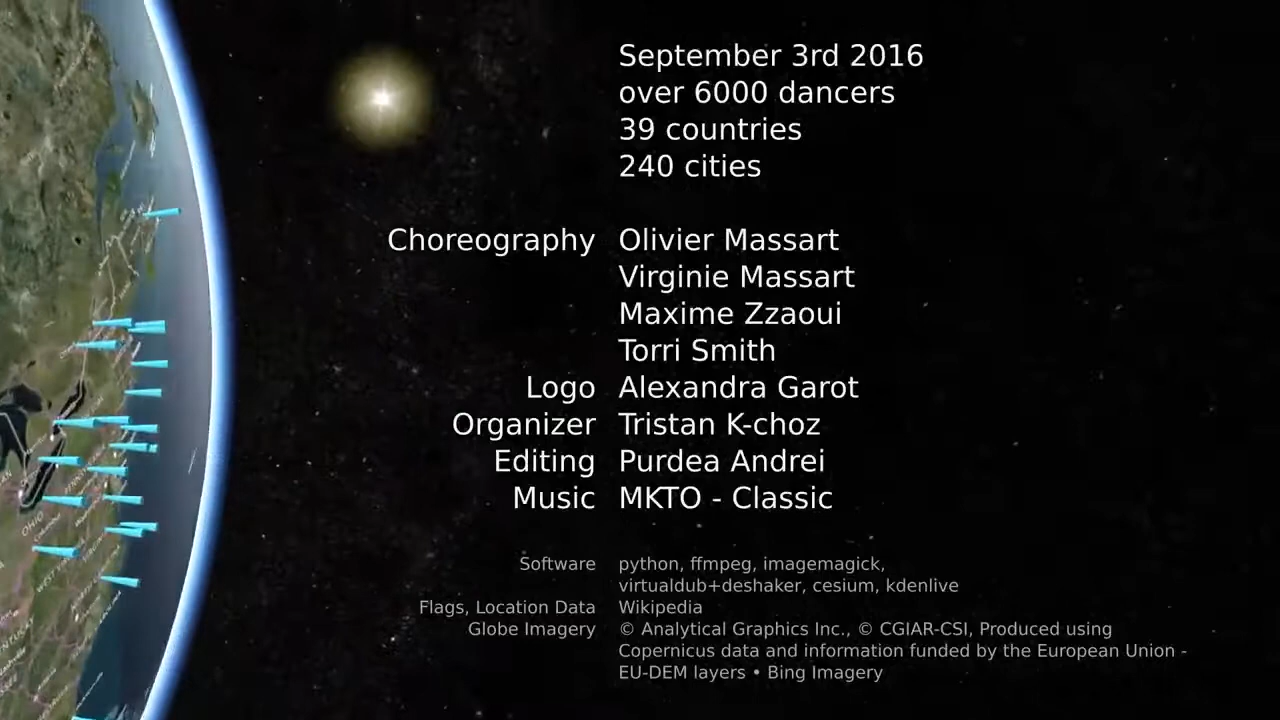 September 3rd 2016
over 6000 dancers
39 countries
240 cities
Choreography Olivier Massart
Virginie Massart
Maxime Zzaoui
Torri Smith
Logo Alexandra Garot
Organizer Tristan K-choz
Editing Purdea Andrei
Music MKTO - Classic
Software python, ffmpeg, imagemagick,
virtualdub+deshaker, cesium, kdenlive
Flags, Location Data Wikipedia
Globe Imagery © Analytical Graphics Inc., © CGIAR-CSI, Produced using
Copernicus data and information funded by the European Union -
EU-DEM layers • Bing Imagery
OHIO